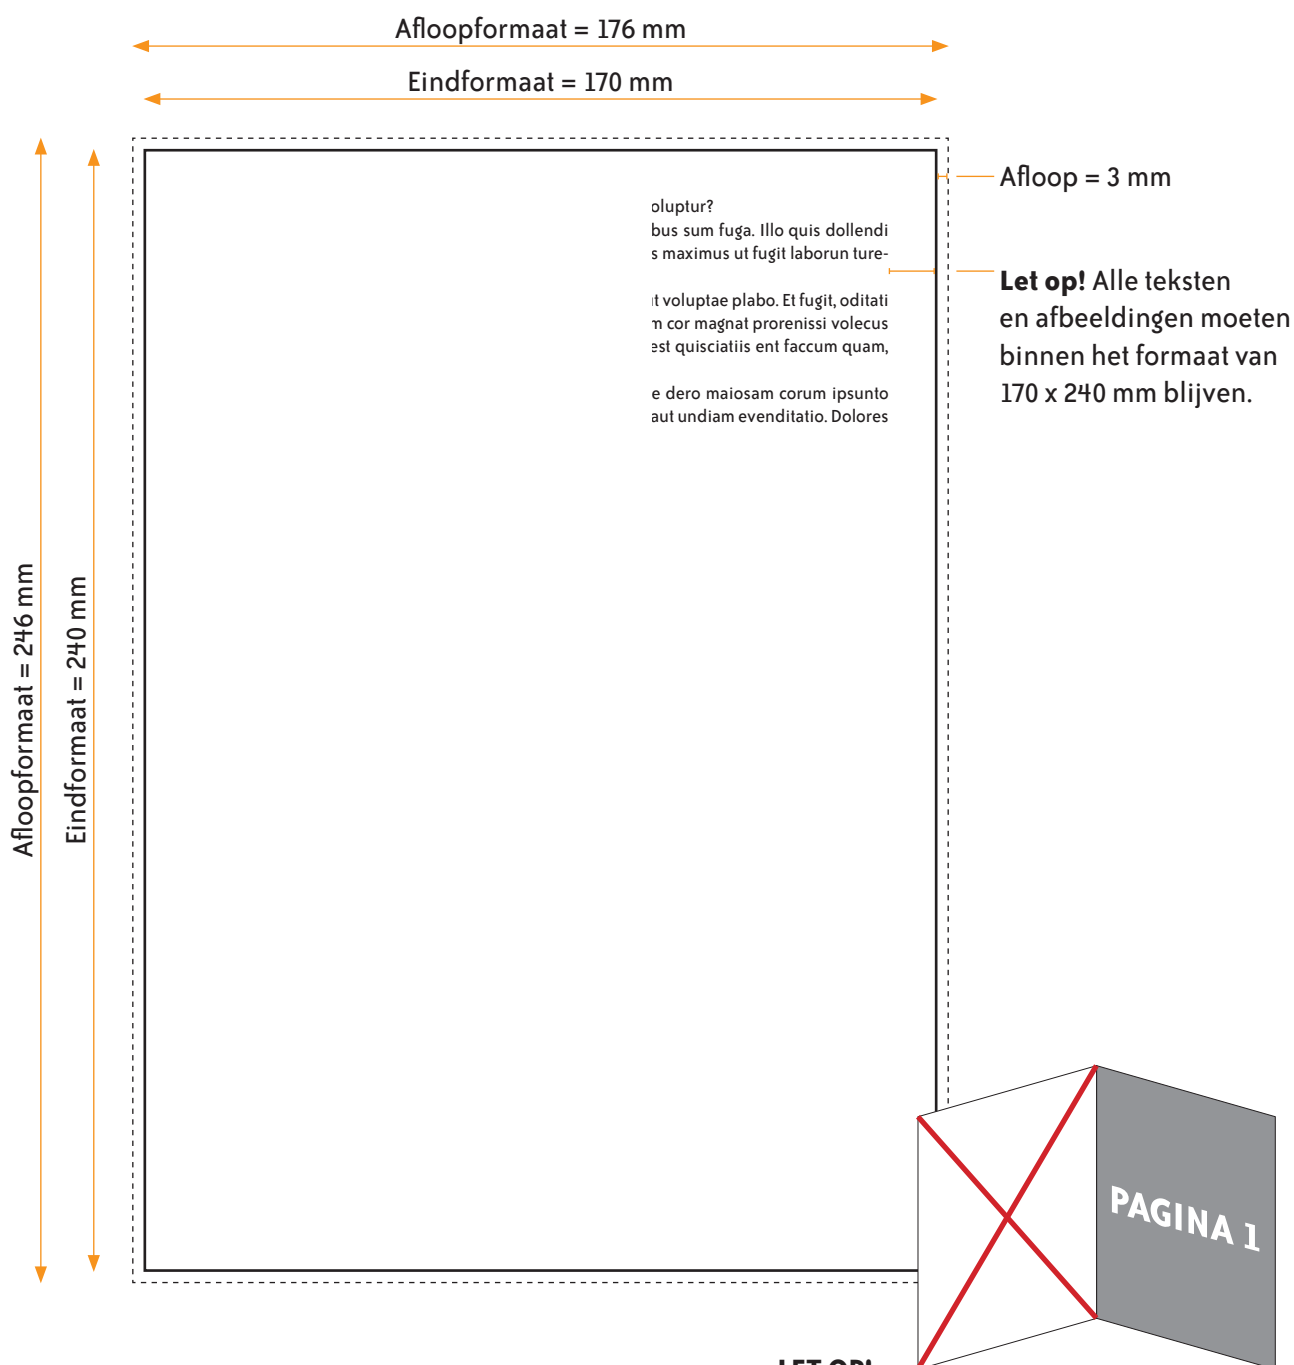 Afloopformaat = 176 mm
Eindformaat = 170 mm
Afloop = 3 mm
oluptur?
bus sum fuga. Illo quis dollendi
s maximus ut fugit laborun ture-
t voluptae plabo. Et fugit, oditati
m cor magnat prorenissi volecus
est quisciatiis ent faccum quam,
e dero maiosam corum ipsunto
aut undiam evenditatio. Dolores
Let op! Alle teksten
en afbeeldingen moeten
binnen het formaat van
170 x 240 mm blijven.
Afloopformaat = 246 mm
Eindformaat = 240 mm
PAGINA 1
LET OP!